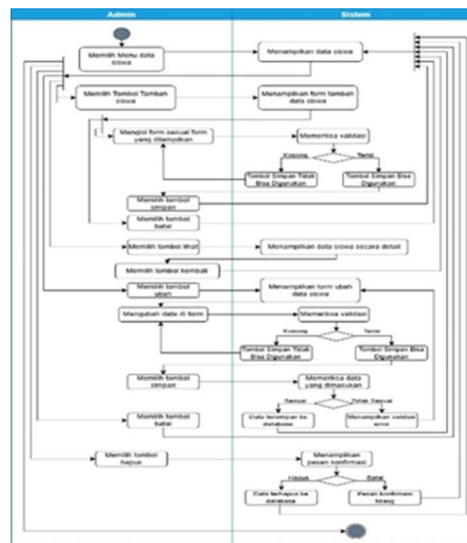 Admin
Sistem
Memilih Menu data
siswa
Menampilkan data siswa
Memilih Tombol Tambah
siswa
Menampilkan form tambah
data siswa
Mengisi form sesuai form
yang ditampilkan
Memeriksa validasi
Kosong
Terisi
Tombol Simpan Tidak
Bisa Digunakan
Tombol Simpan Bisa
Digunakan
Memilih tombol
simpan
Memilih tombol
batal
Memilih tombol lihat
Menampilkan data siswa secara detail
Memilih tombol kembali
Memilih tombol
ubah
Menampilkan form ubah
data siswa
Mengubah data di form
Memeriksa validasi
Kosong
Terisi
Tombol Simpan Tidak
Bisa Digunakan
Tombol Simpan Bisa
Digunakan
Memilih tombol
simpan
Memeriksa data
yang dimasukan
Sesuai
Tidak Sesuai
Data tersimpan ke
database
Menampilkan validasi
error
Memilih tombol
batal
Memilih tombol
hapus
Menampilkan
pesan konfirmasi
Hapus
Batal
Data terhapus ke
database
Pesan konfirmasi
hilang